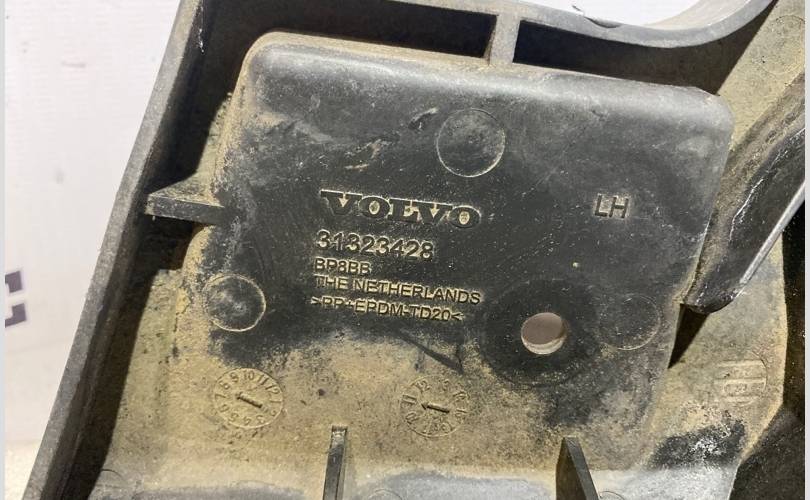 VOLVO
LH
31323428
BP8BB
THE NETHERLANDS
>PP+EPDM-TD20<